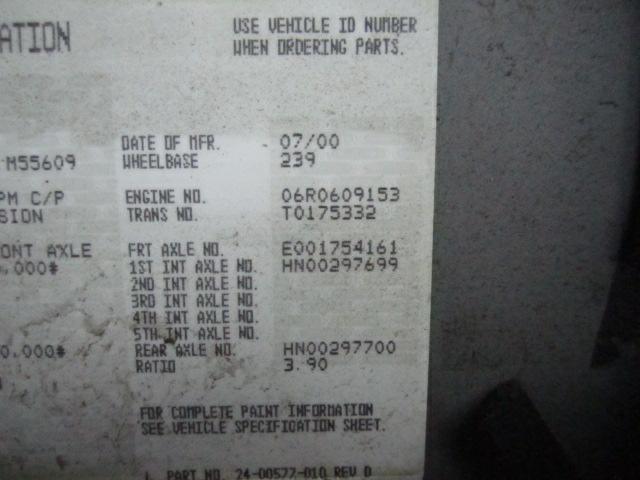 ATION
USE VEHICLE ID NUMBER
WHEN ORDERING PARTS.
DATE OF MFR. 07/00
M55609 WHEELBASE 239
PM C/P ENGINE NO. 06R0609153
SION TRANS NO. T0175332
ONT AXLE FRT AXLE NO. E001754161
,000# 1ST INT AXLE NO. HN00297699
2ND INT AXLE NO.
3RD INT AXLE NO.
4TH INT AXLE NO.
5TH INT AXLE NO.
0,000# REAR AXLE NO. HN00297700
RATIO 3.90
FOR COMPLETE PAINT INFORMATION
SEE VEHICLE SPECIFICATION SHEET.
PART NO. 24-00577-010 REV D